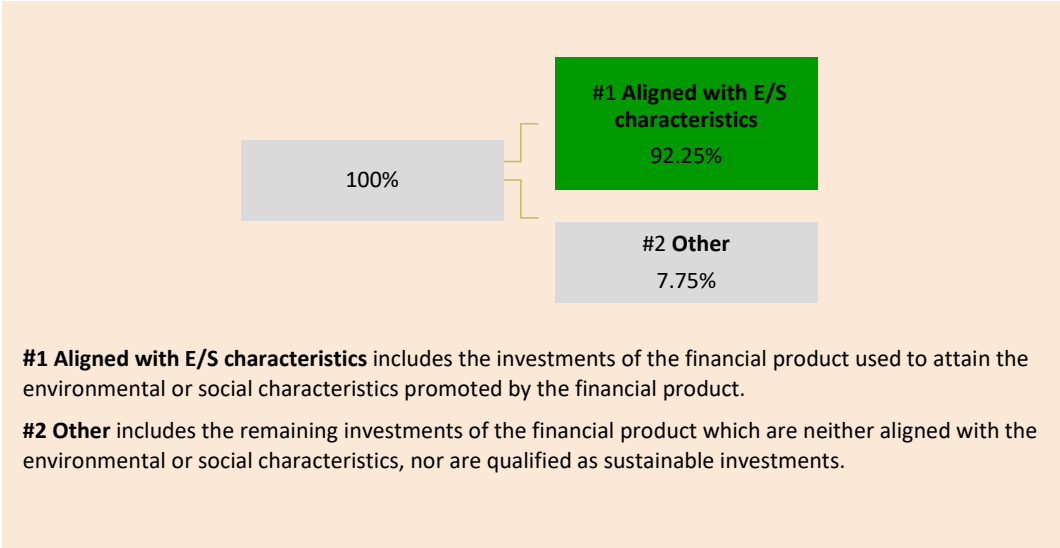 #1 Aligned with E/S
characteristics
92.25%
100%
#2 Other
7.75%
#1 Aligned with E/S characteristics includes the investments of the financial product used to attain the
environmental or social characteristics promoted by the financial product.
#2 Other includes the remaining investments of the financial product which are neither aligned with the
environmental or social characteristics, nor are qualified as sustainable investments.